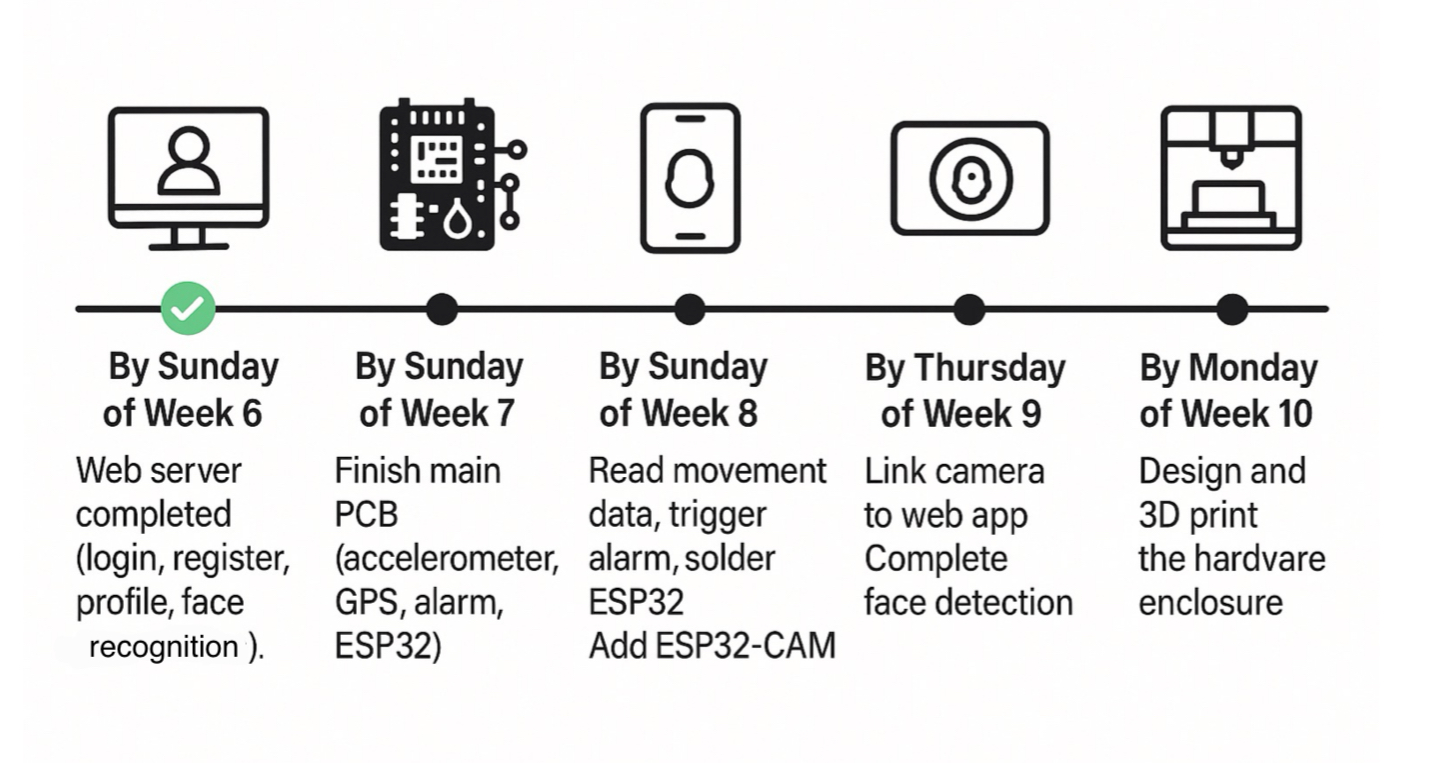 By Sunday
of Week 6
Web server
completed
(login, register,
profile, face
recognition ).
By Sunday
of Week 7
Finish main
PCB
(accelerometer,
GPS, alarm,
ESP32)
By Sunday
of Week 8
Read movement
data, trigger
alarm, solder
ESP32
Add ESP32-CAM
By Thursday
of Week 9
Link camera
to web app
Complete
face detection
By Monday
of Week 10
Design and
3D print
the hardvare
enclosure